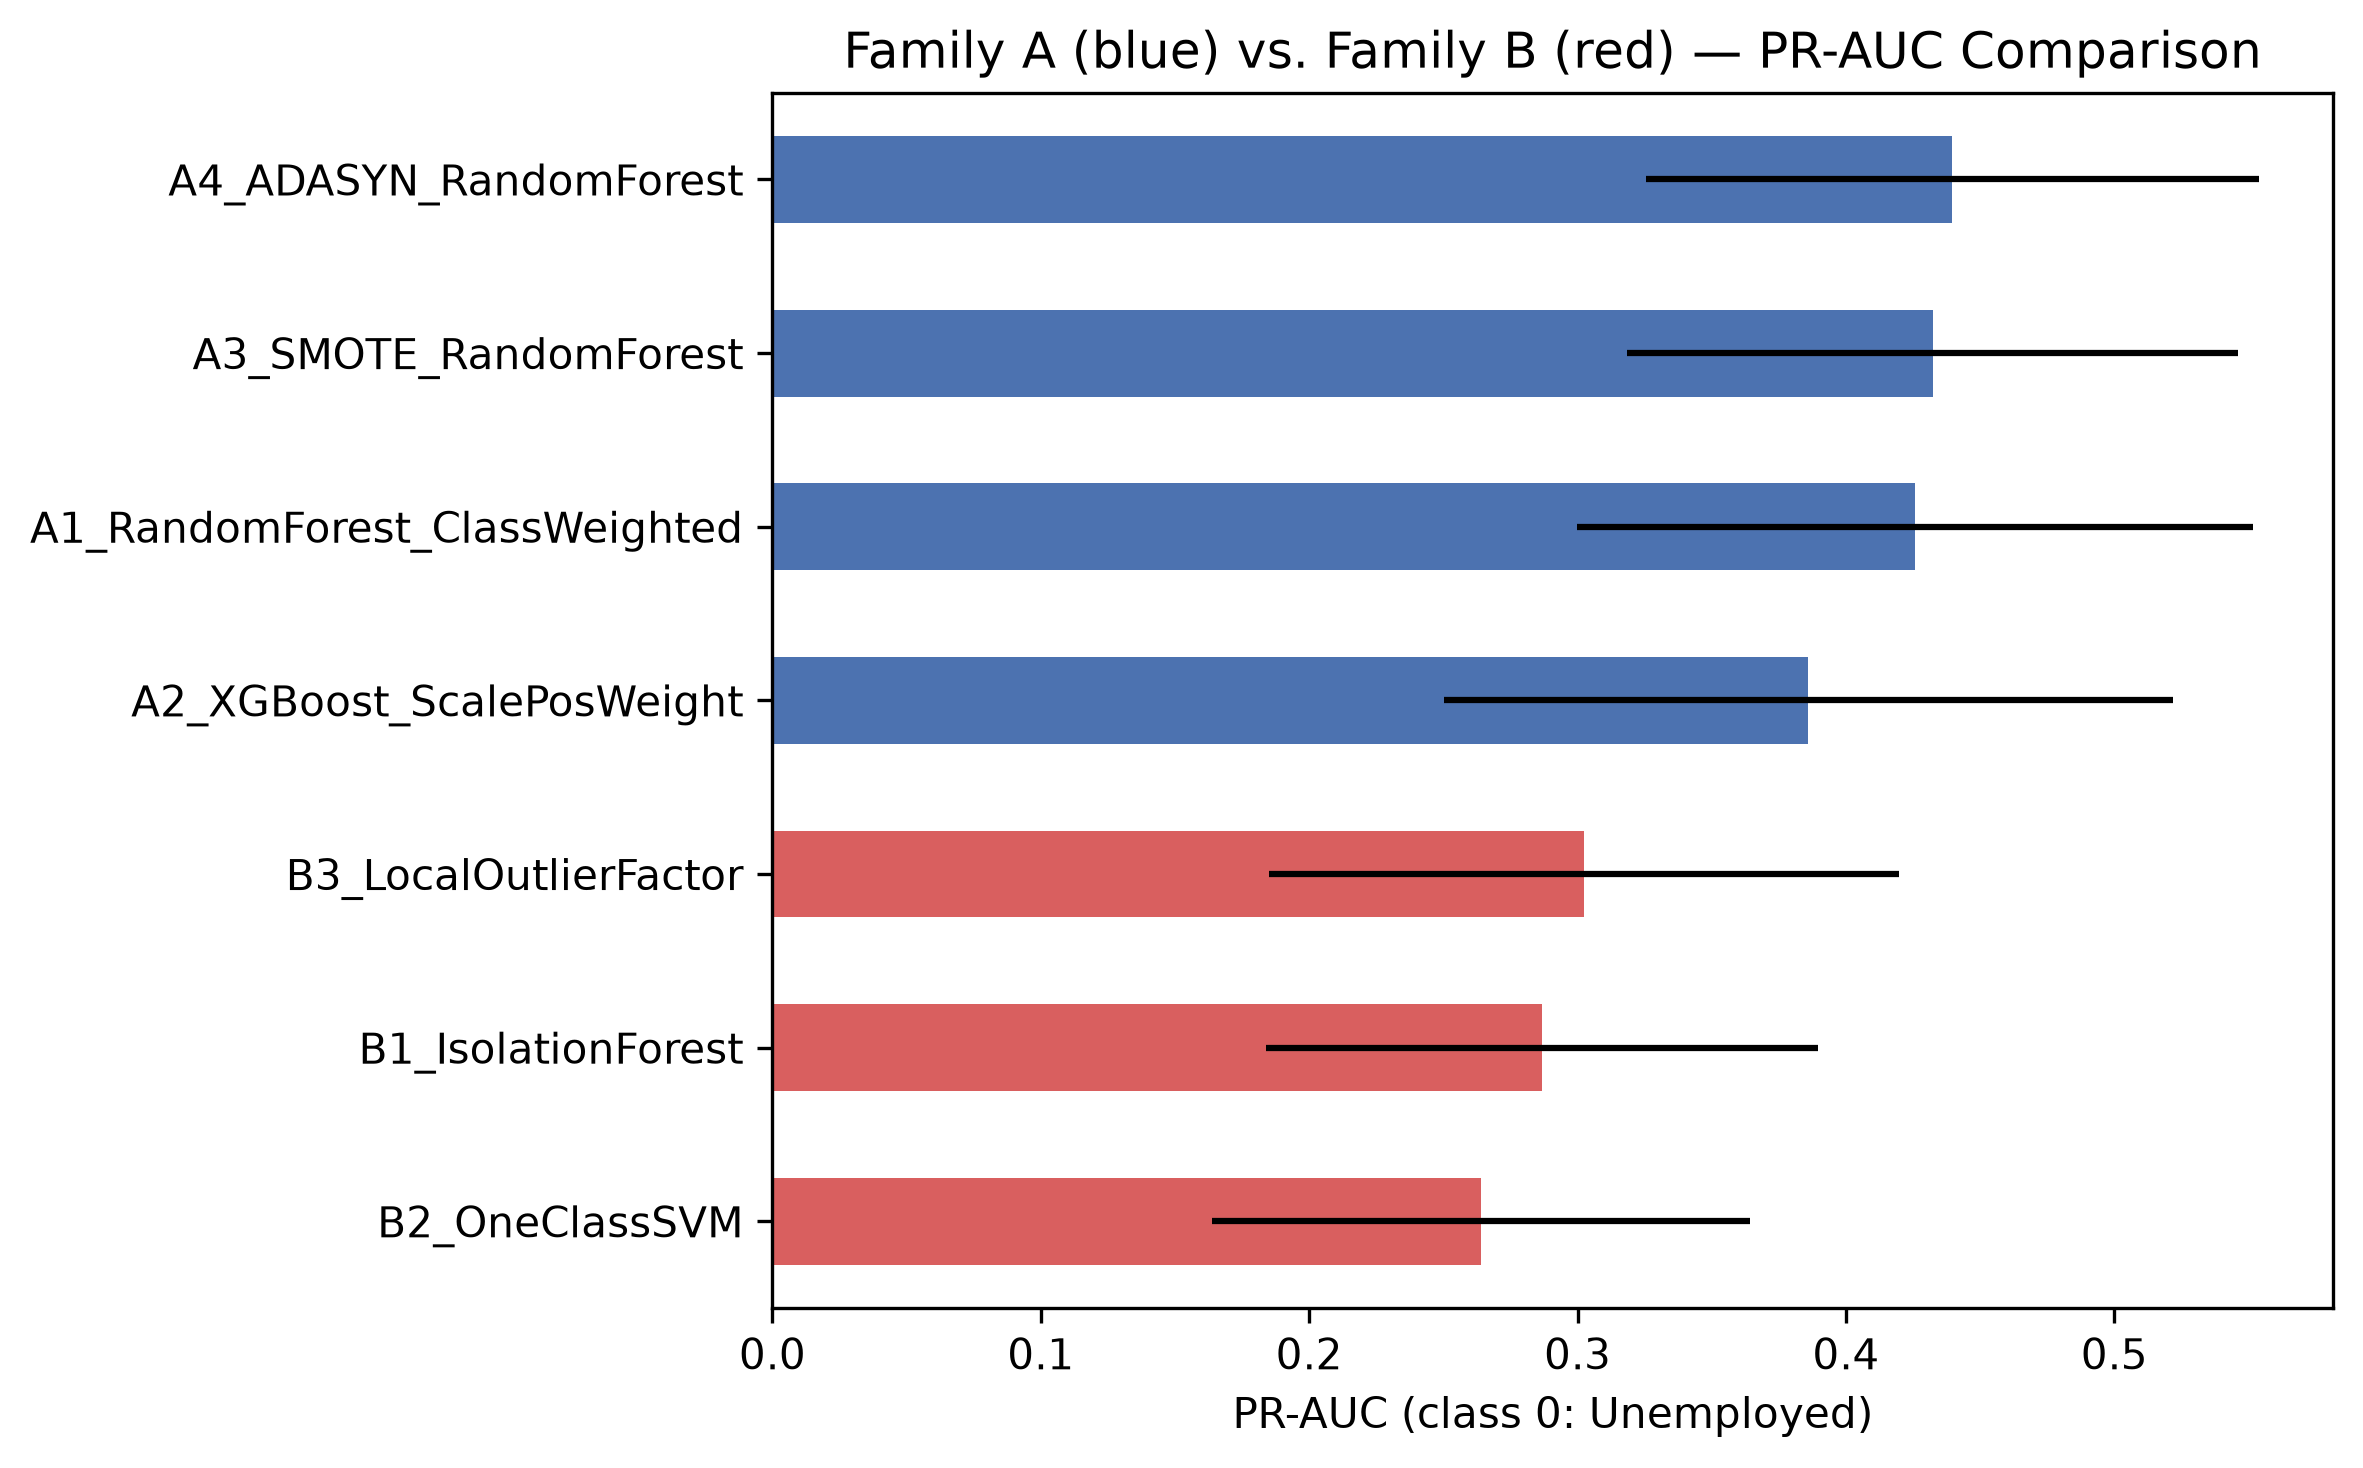 Family A (blue) vs. Family B (red) — PR-AUC Comparison
A4_ADASYN_RandomForest
A3_SMOTE_RandomForest
A1_RandomForest_ClassWeighted
A2_XGBoost_ScalePosWeight
B3_LocalOutlierFactor
B1_IsolationForest
B2_OneClassSVM
0.0 0.1 0.2 0.3 0.4 0.5
PR-AUC (class 0: Unemployed)